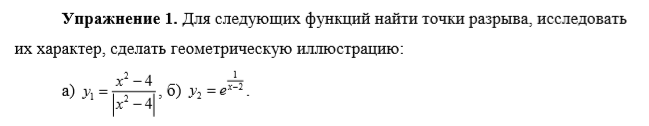 Упражнение 1. Для следующих функций найти точки разрыва, исследовать
их характер, сделать геометрическую иллюстрацию:
а) y₁ = (x² − 4)/|x² − 4|, б) y₂ = e^(1/(x−2)).